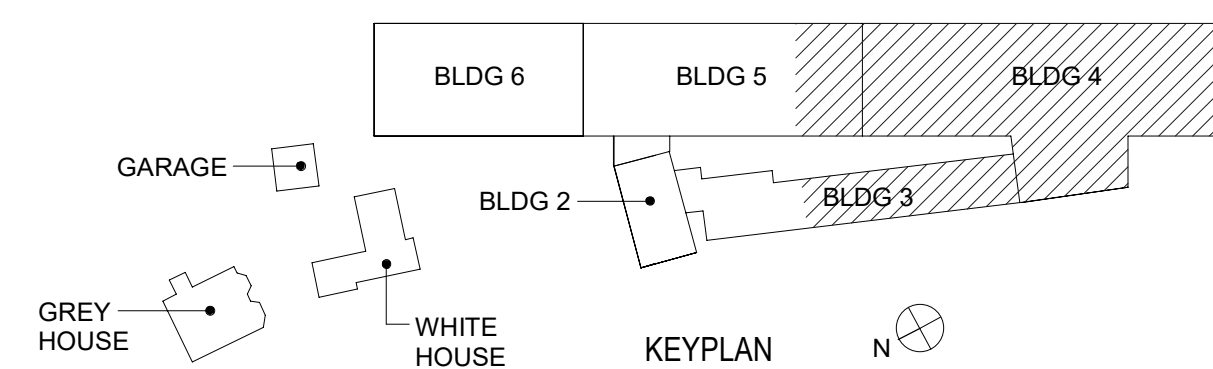 BLDG 6
BLDG 5
BLDG 4
GARAGE
BLDG 2
BLDG 3
GREY
HOUSE
WHITE
HOUSE
KEYPLAN
N